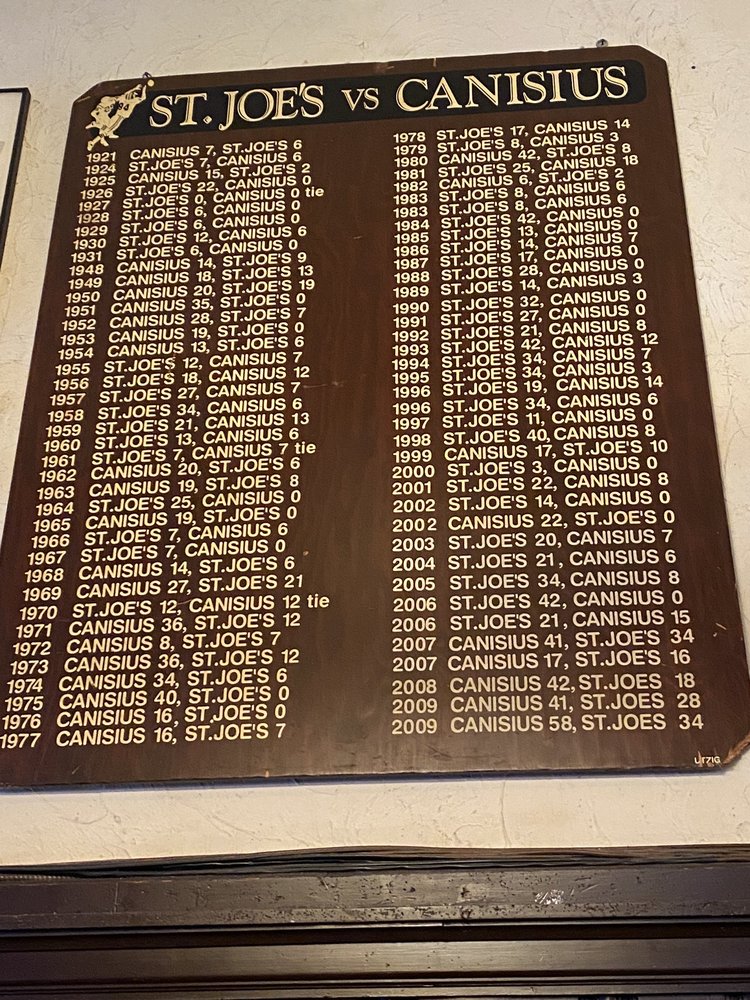 ST. JOE'S VS CANISIUS
1921 CANISIUS 7, ST.JOE'S 6
1924 ST.JOE'S 7, CANISIUS 6
1925 CANISIUS 15, ST.JOE'S 2
1926 ST.JOE'S 22, CANISIUS 0
1927 ST.JOE'S 0, CANISIUS 0 tie
1928 ST.JOE'S 6, CANISIUS 0
1929 ST.JOE'S 6, CANISIUS 0
1930 ST.JOE'S 12, CANISIUS 6
1931 ST.JOE'S 6, CANISIUS 0
1948 CANISIUS 14, ST.JOE'S 9
1949 CANISIUS 18, ST.JOE'S 13
1950 CANISIUS 20, ST.JOE'S 19
1951 CANISIUS 35, ST.JOE'S 0
1952 CANISIUS 28, ST.JOE'S 7
1953 CANISIUS 19, ST.JOE'S 0
1954 CANISIUS 13, ST.JOE'S 6
1955 ST.JOE'S 12, CANISIUS 7
1956 ST.JOE'S 18, CANISIUS 12
1957 ST.JOE'S 27, CANISIUS 7
1958 ST.JOE'S 34, CANISIUS 6
1959 ST.JOE'S 21, CANISIUS 13
1960 ST.JOE'S 13, CANISIUS 6
1961 ST.JOE'S 7, CANISIUS 7 tie
1962 CANISIUS 20, ST.JOE'S 6
1963 CANISIUS 19, ST.JOE'S 8
1964 ST.JOE'S 25, CANISIUS 0
1965 CANISIUS 19, ST.JOE'S 0
1966 ST.JOE'S 7, CANISIUS 6
1967 ST.JOE'S 7, CANISIUS 0
1968 CANISIUS 14, ST.JOE'S 6
1969 CANISIUS 27, ST.JOE'S 21
1970 ST.JOE'S 12, CANISIUS 12 tie
1971 CANISIUS 36, ST.JOE'S 12
1972 CANISIUS 8, ST.JOE'S 7
1973 CANISIUS 36, ST.JOE'S 12
1974 CANISIUS 34, ST.JOE'S 6
1975 CANISIUS 40, ST.JOE'S 0
1976 CANISIUS 16, ST.JOE'S 0
1977 CANISIUS 16, ST.JOE'S 7
1978 ST.JOE'S 17, CANISIUS 14
1979 ST.JOE'S 8, CANISIUS 3
1980 CANISIUS 42, ST.JOE'S 8
1981 ST.JOE'S 25, CANISIUS 18
1982 CANISIUS 6, ST.JOE'S 2
1983 ST.JOE'S 8, CANISIUS 6
1983 ST.JOE'S 8, CANISIUS 6
1984 ST.JOE'S 42, CANISIUS 0
1985 ST.JOE'S 13, CANISIUS 0
1986 ST.JOE'S 14, CANISIUS 7
1987 ST.JOE'S 17, CANISIUS 0
1988 ST.JOE'S 28, CANISIUS 0
1989 ST.JOE'S 14, CANISIUS 3
1990 ST.JOE'S 32, CANISIUS 0
1991 ST.JOE'S 27, CANISIUS 0
1992 ST.JOE'S 21, CANISIUS 8
1993 ST.JOE'S 42, CANISIUS 12
1994 ST.JOE'S 34, CANISIUS 7
1995 ST.JOE'S 34, CANISIUS 3
1996 ST.JOE'S 19, CANISIUS 14
1996 ST.JOE'S 34, CANISIUS 6
1997 ST.JOE'S 11, CANISIUS 0
1998 ST.JOE'S 40, CANISIUS 8
1999 CANISIUS 17, ST.JOE'S 10
2000 ST.JOE'S 3, CANISIUS 0
2001 ST.JOE'S 22, CANISIUS 8
2002 ST.JOE'S 14, CANISIUS 0
2002 CANISIUS 22, ST.JOE'S 0
2003 ST.JOE'S 20, CANISIUS 7
2004 ST.JOE'S 21, CANISIUS 6
2005 ST.JOE'S 34, CANISIUS 8
2006 ST.JOE'S 42, CANISIUS 0
2006 ST.JOE'S 21, CANISIUS 15
2007 CANISIUS 41, ST.JOE'S 34
2007 CANISIUS 17, ST.JOE'S 16
2008 CANISIUS 42, ST.JOES 18
2009 CANISIUS 41, ST.JOES 28
2009 CANISIUS 58, ST.JOES 34
UTZIG